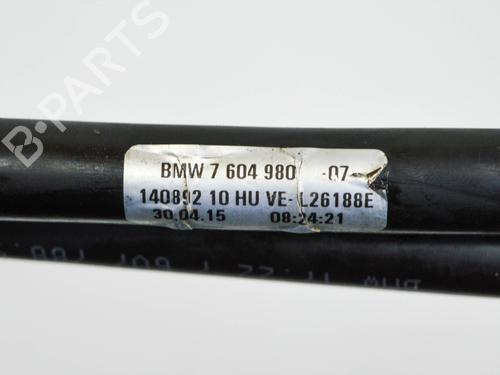 B-PARTS
BMW 7 604 980 -07-
140892 10 HU VE- L26188E
30.04.15 08:24:21